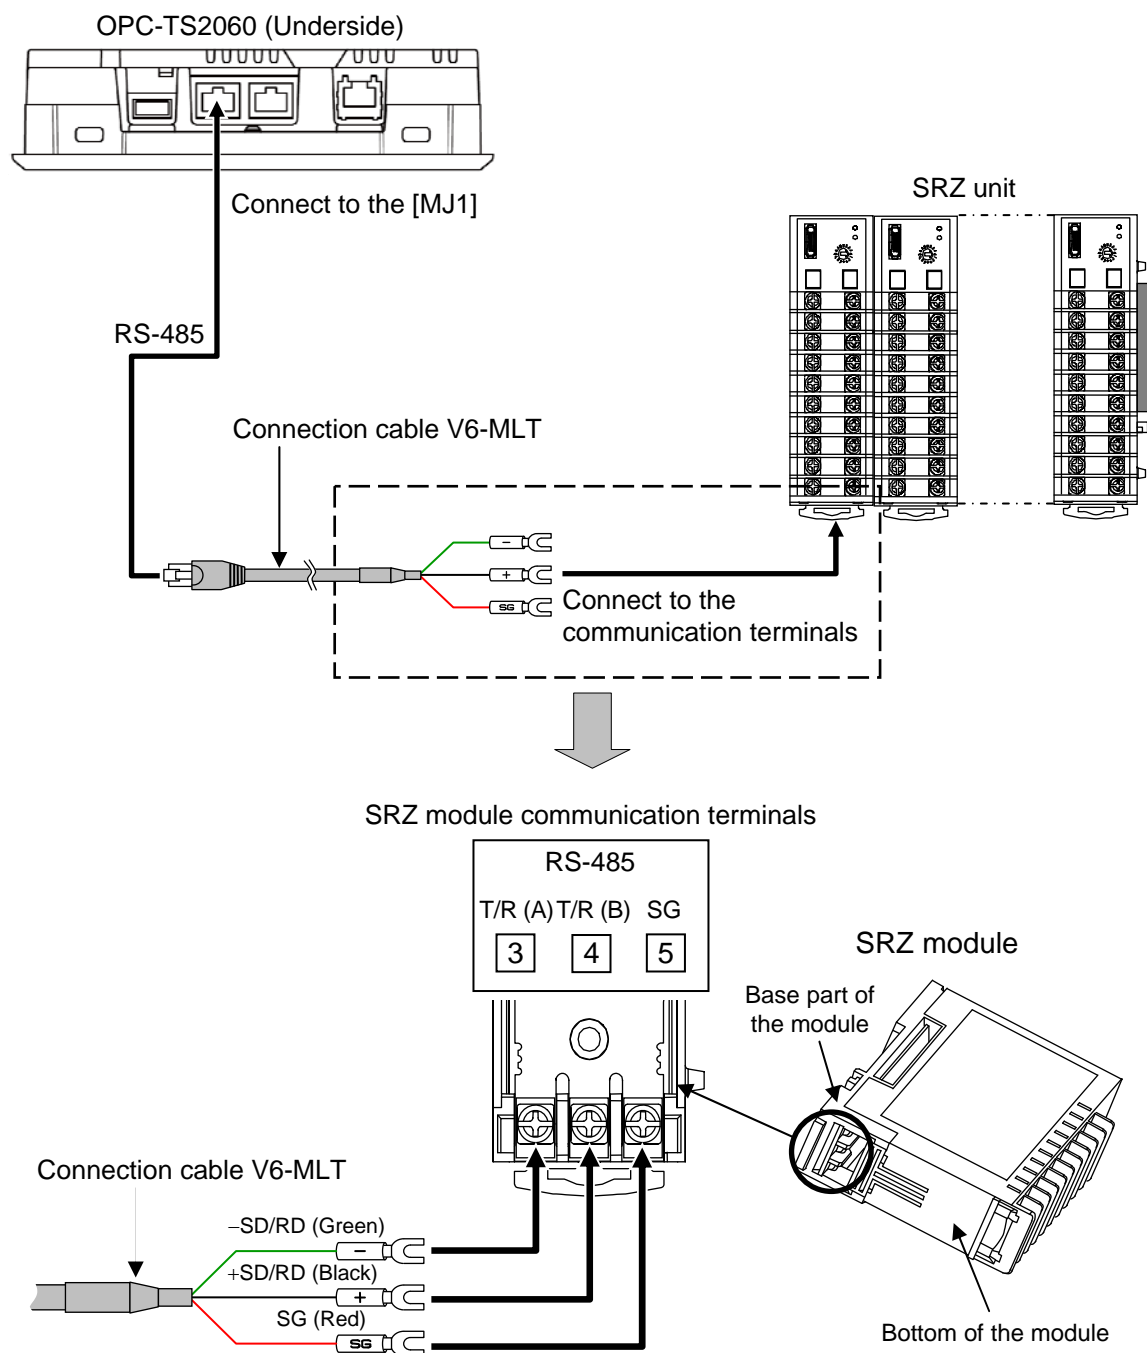 OPC-TS2060 (Underside)
Connect to the [MJ1]
SRZ unit
RS-485
Connection cable V6-MLT
−
+
SG
Connect to the
communication terminals
SRZ module communication terminals
RS-485
T/R (A) T/R (B) SG
3 4 5
SRZ module
Base part of
the module
Connection cable V6-MLT
−SD/RD (Green)
−
+SD/RD (Black)
+
SG (Red)
SG
Bottom of the module